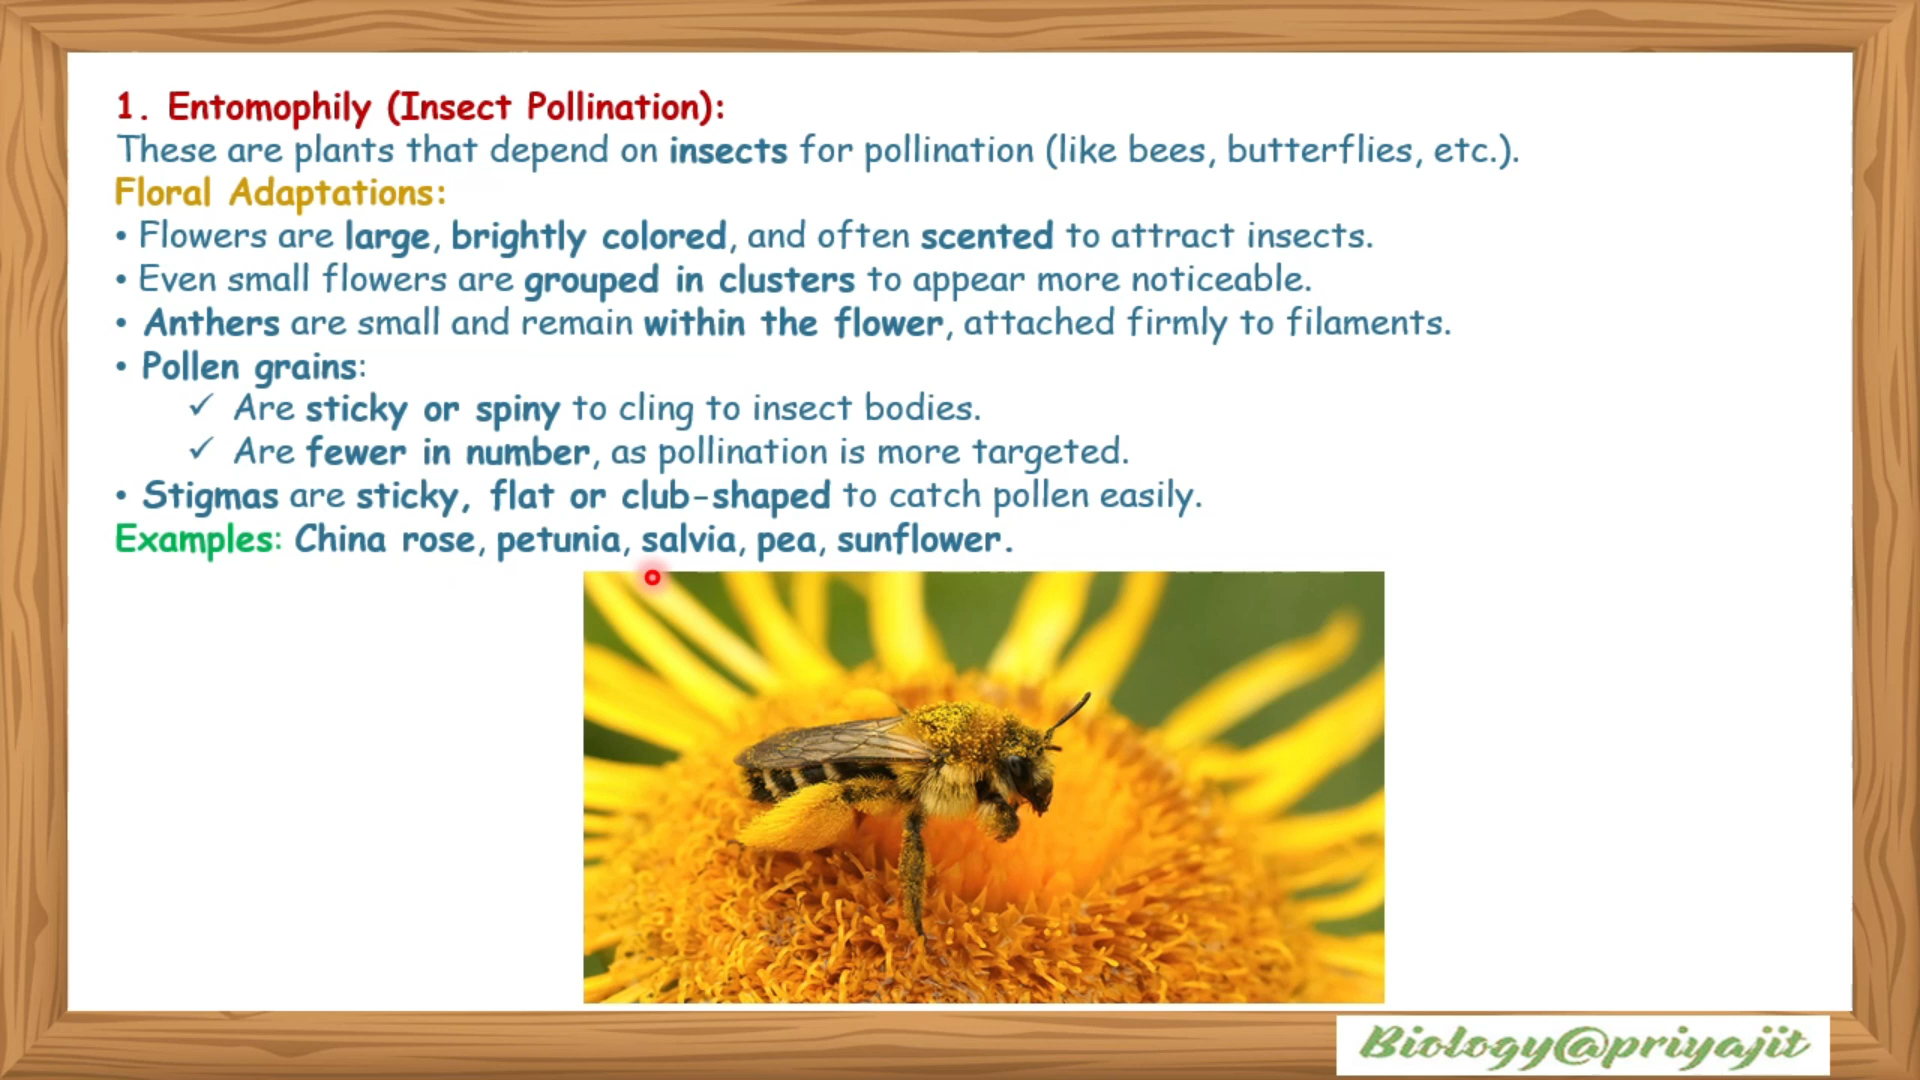 1. Entomophily (Insect Pollination):
These are plants that depend on insects for pollination (like bees, butterflies, etc.).
Floral Adaptations:
• Flowers are large, brightly colored, and often scented to attract insects.
• Even small flowers are grouped in clusters to appear more noticeable.
• Anthers are small and remain within the flower, attached firmly to filaments.
• Pollen grains:
✓ Are sticky or spiny to cling to insect bodies.
✓ Are fewer in number, as pollination is more targeted.
• Stigmas are sticky, flat or club-shaped to catch pollen easily.
Examples: China rose, petunia, salvia, pea, sunflower.
Biology@priyajit